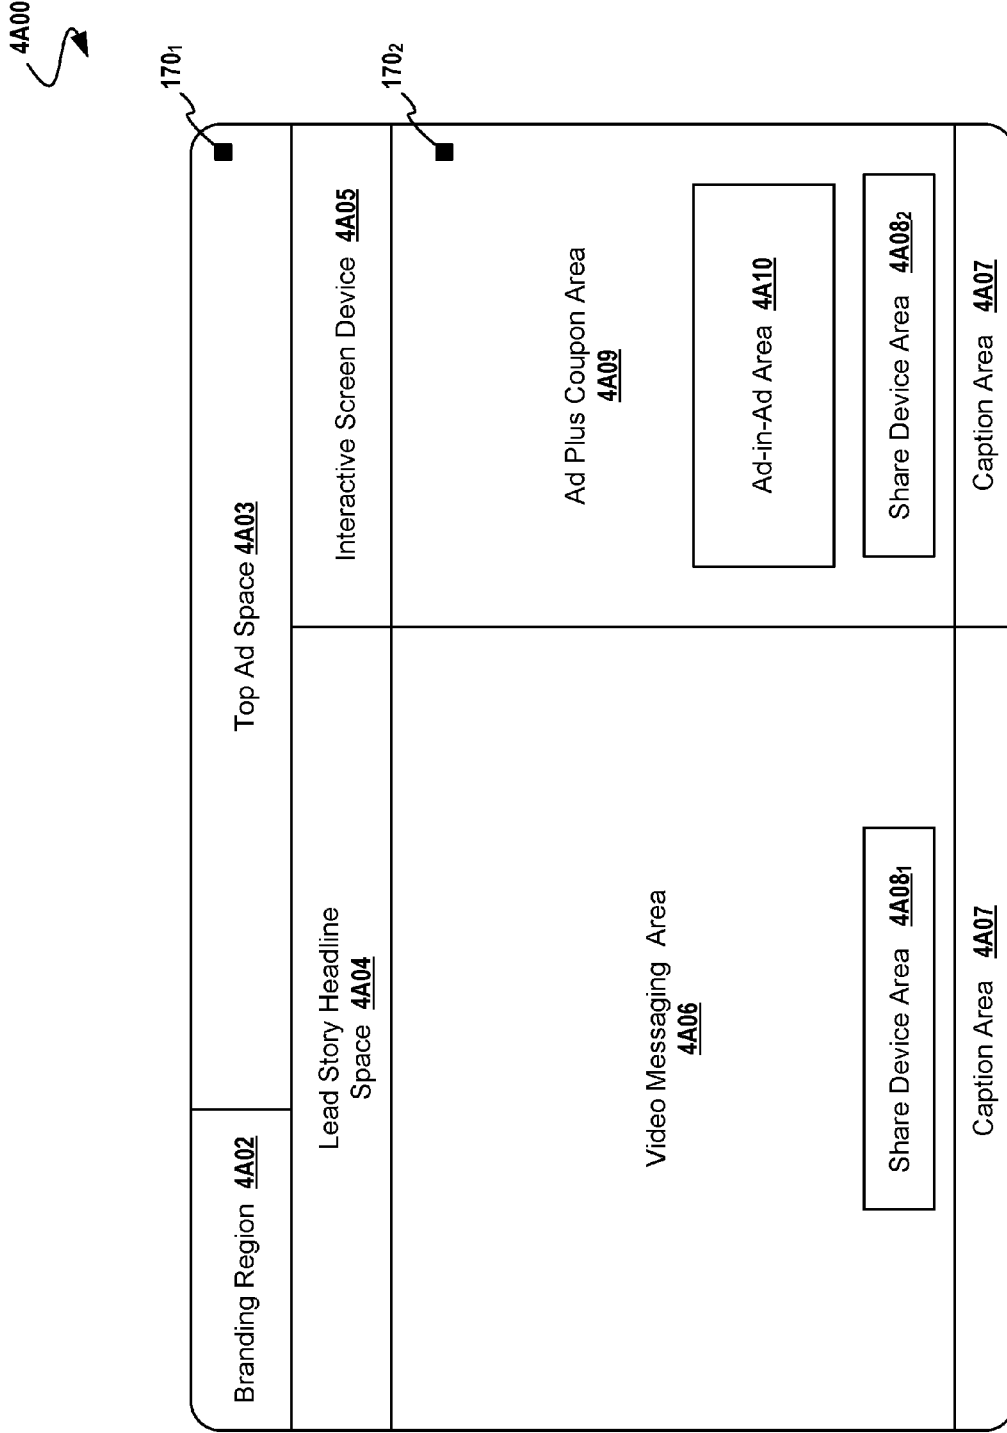 4A00
170₁
Branding Region 4A02
Top Ad Space 4A03
Lead Story Headline
Space 4A04
Interactive Screen Device 4A05
170₂
Video Messaging Area
4A06
Ad Plus Coupon Area
4A09
Ad-in-Ad Area 4A10
Share Device Area 4A08₁
Share Device Area 4A08₂
Caption Area 4A07
Caption Area 4A07